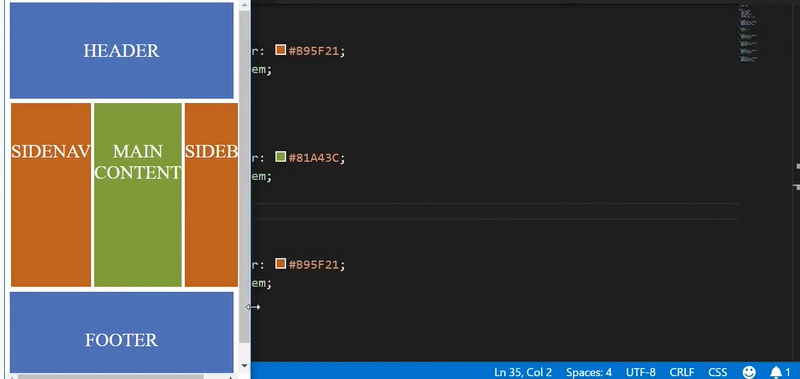 HEADER
SIDENAV
MAIN
CONTENT
SIDEB
FOOTER
r: #B95F21;
em;
r: #81A43C;
em;
r: #B95F21;
em;
Ln 35, Col 2 Spaces: 4 UTF-8 CRLF CSS 1